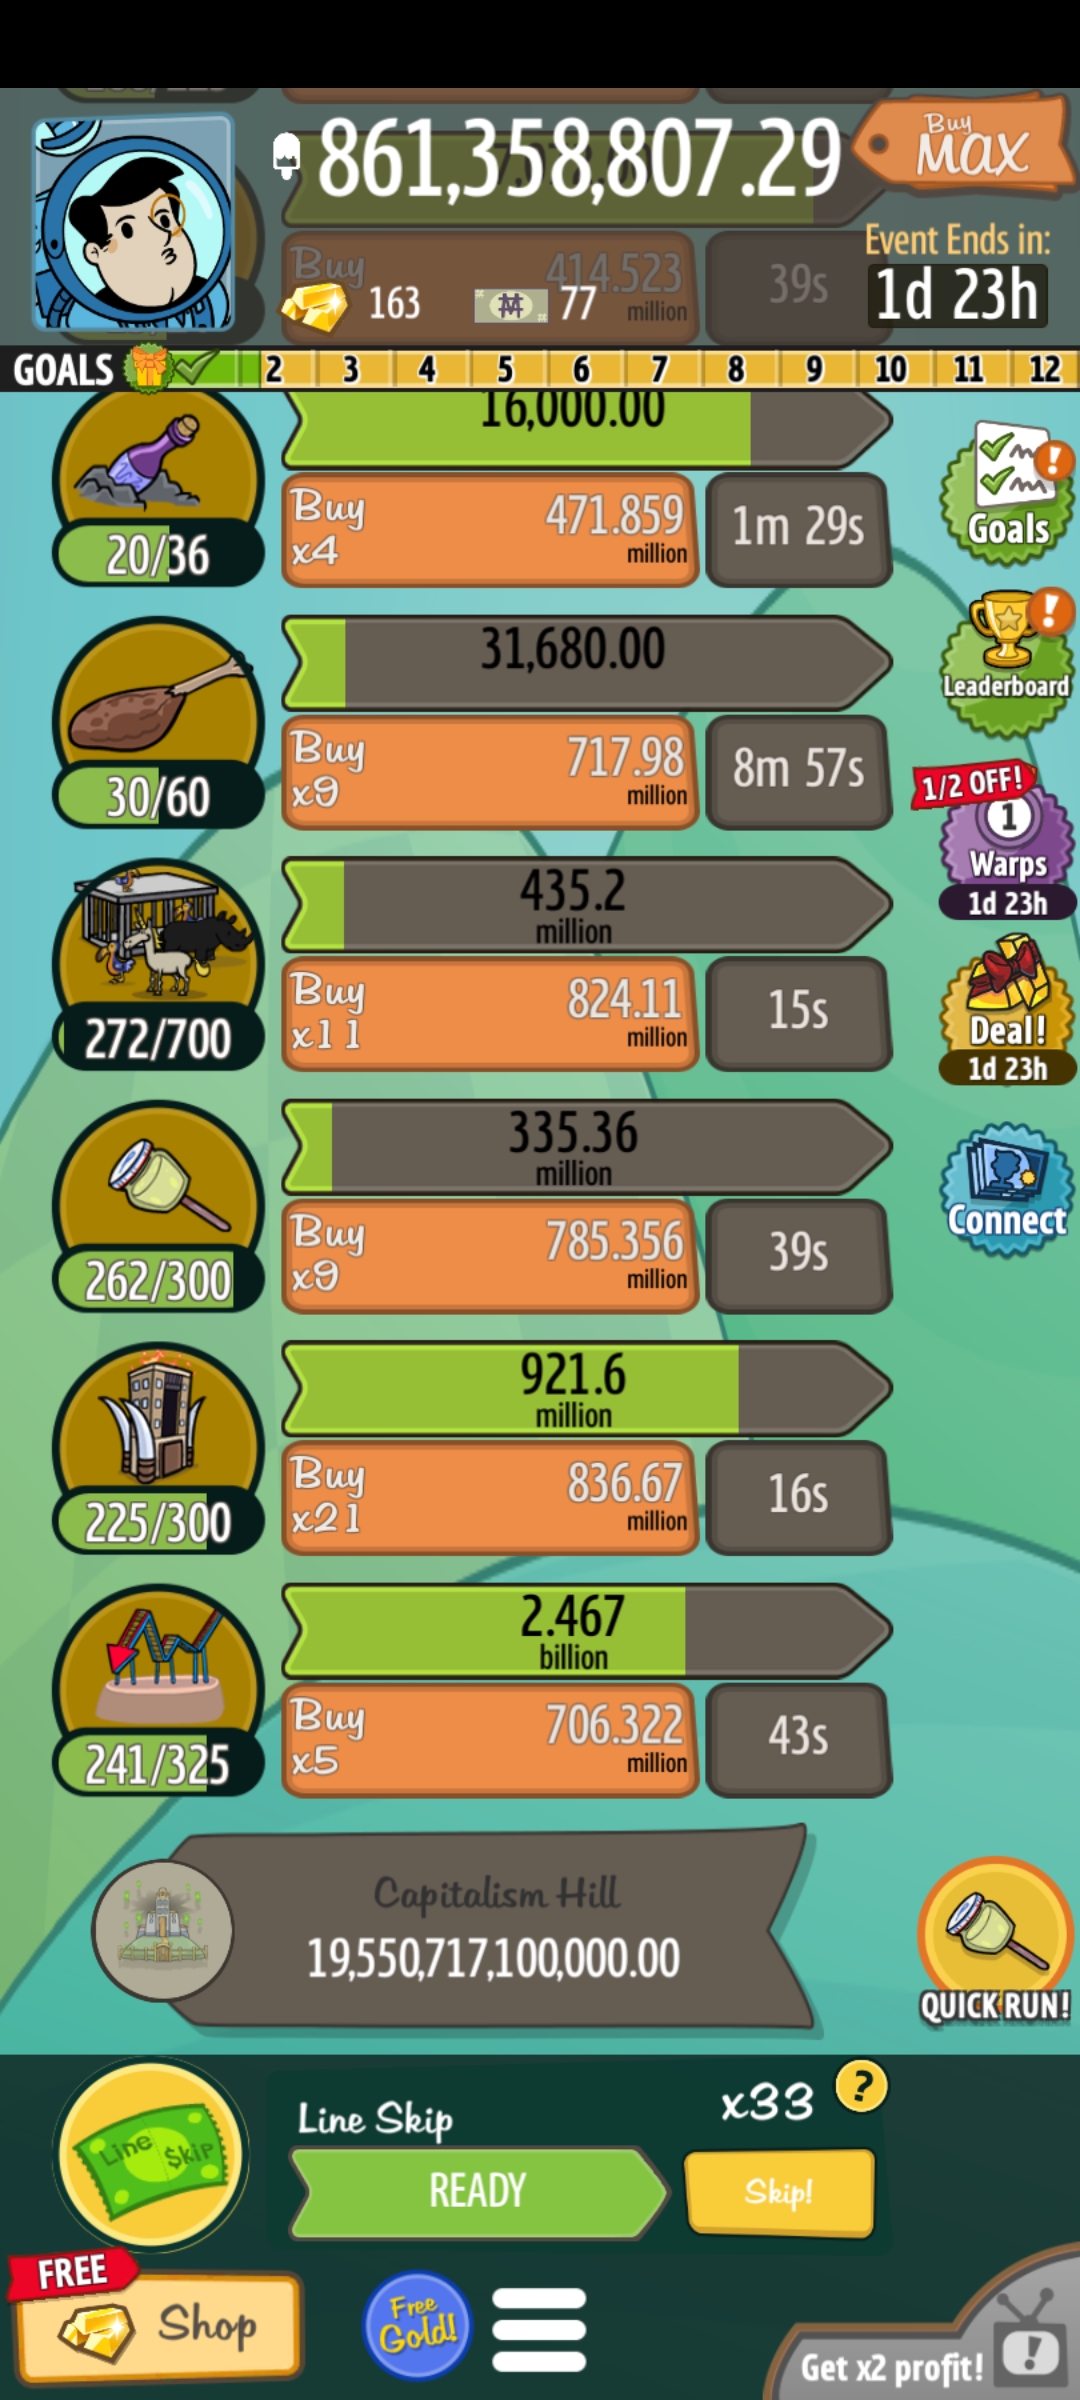 861,358,807.29
Buy
MAX
Event Ends in:
1d 23h
Buy
414.523
million
39s
163
77
GOALS
2 3 4 5 6 7 8 9 10 11 12
16,000.00
Buy
x4
471.859
million
1m 29s
20/36
Goals
31,680.00
Buy
x9
717.98
million
8m 57s
30/60
Leaderboard
1/2 OFF!
1
Warps
1d 23h
435.2
million
Buy
x11
824.11
million
15s
272/700
Deal!
1d 23h
335.36
million
Buy
x9
785.356
million
39s
262/300
Connect
921.6
million
Buy
x21
836.67
million
16s
225/300
2.467
billion
Buy
x5
706.322
million
43s
241/325
Capitalism Hill
19,550,717,100,000.00
QUICK RUN!
Line $kip
Line Skip
x33
?
READY
Skip!
FREE
Shop
Free
Gold!
Get x2 profit!